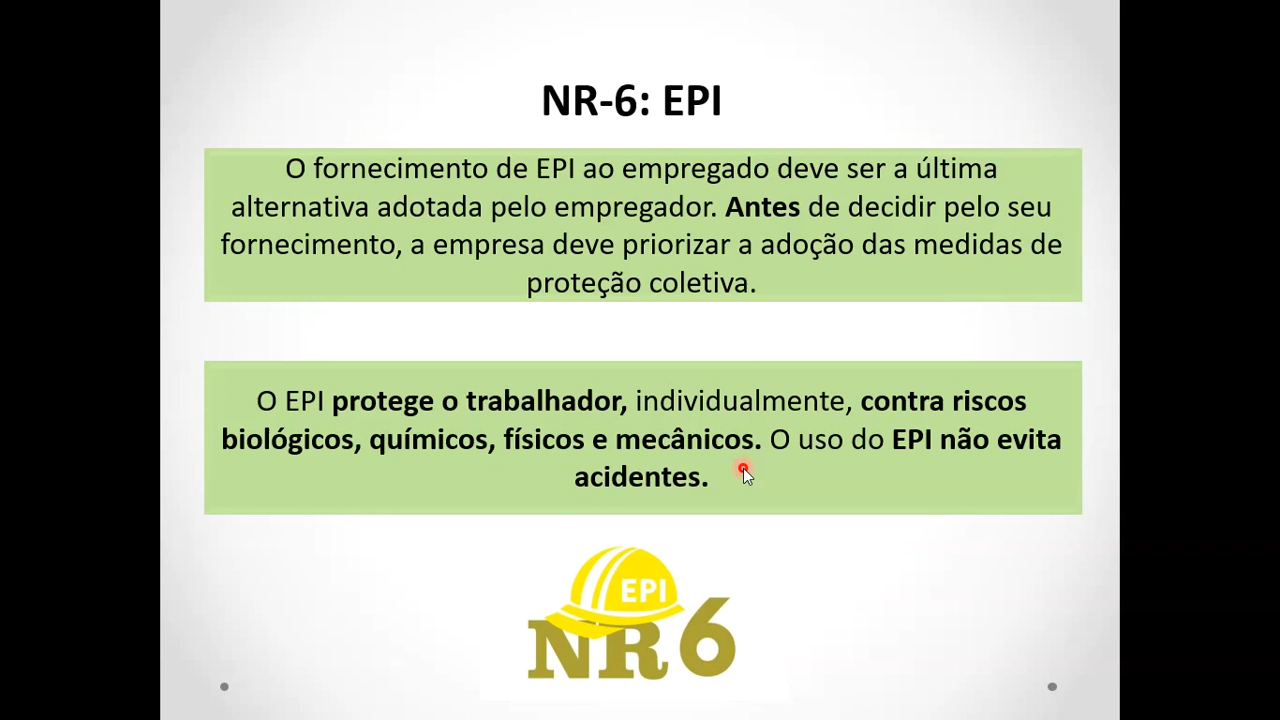 NR-6: EPI
O fornecimento de EPI ao empregado deve ser a última
alternativa adotada pelo empregador. Antes de decidir pelo seu
fornecimento, a empresa deve priorizar a adoção das medidas de
proteção coletiva.
O EPI protege o trabalhador, individualmente, contra riscos
biológicos, químicos, físicos e mecânicos. O uso do EPI não evita
acidentes.
EPI
NR 6